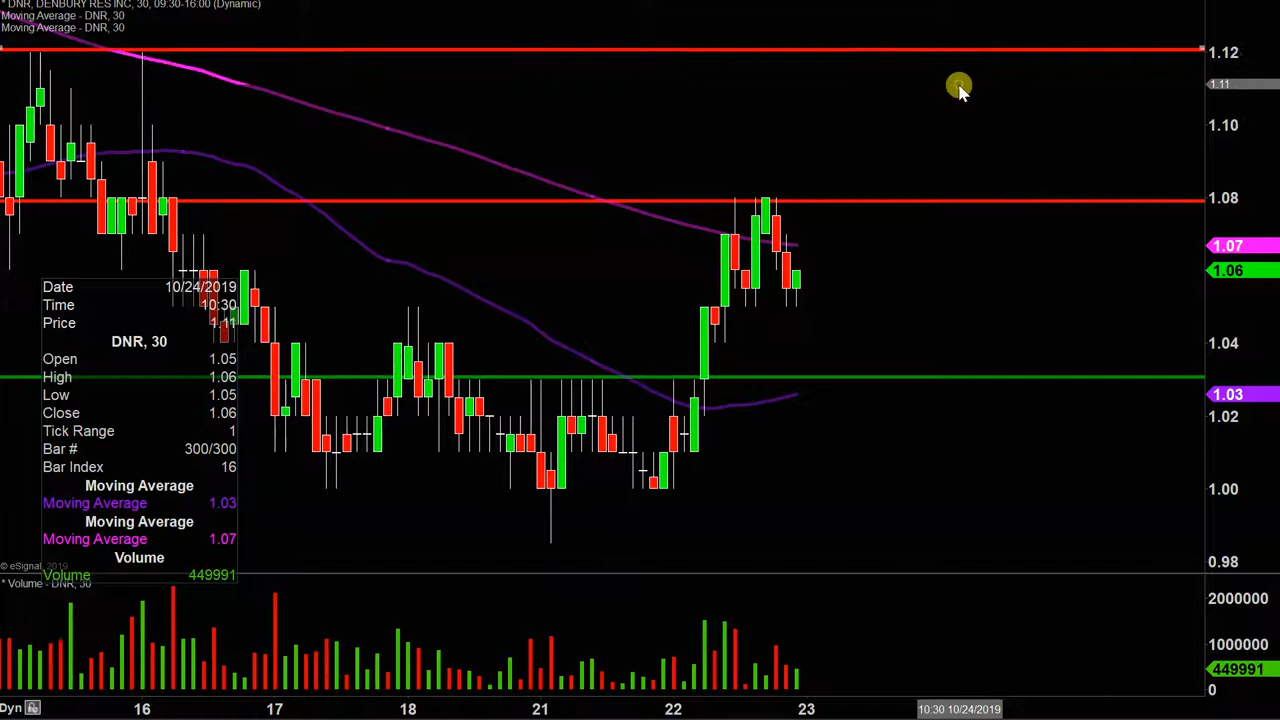 * DNR, DENBURY RES INC, 30, 09:30-16:00 (Dynamic)
Moving Average - DNR, 30
Moving Average - DNR, 30
1.12
1.11
1.10
1.08
1.07
1.06
1.04
1.03
1.02
1.00
0.98
Date 10/24/2019
Time 10:30
Price 1.11
DNR, 30
Open 1.05
High 1.06
Low 1.05
Close 1.06
Tick Range 1
Bar # 300/300
Bar Index 16
Moving Average
Moving Average 1.03
Moving Average
Moving Average 1.07
Volume
Volume 449991
© eSignal, 2019
* Volume - DNR, 30
2000000
1000000
449991
0
Dyn 16 17 18 21 22 23 10:30 10/24/2019